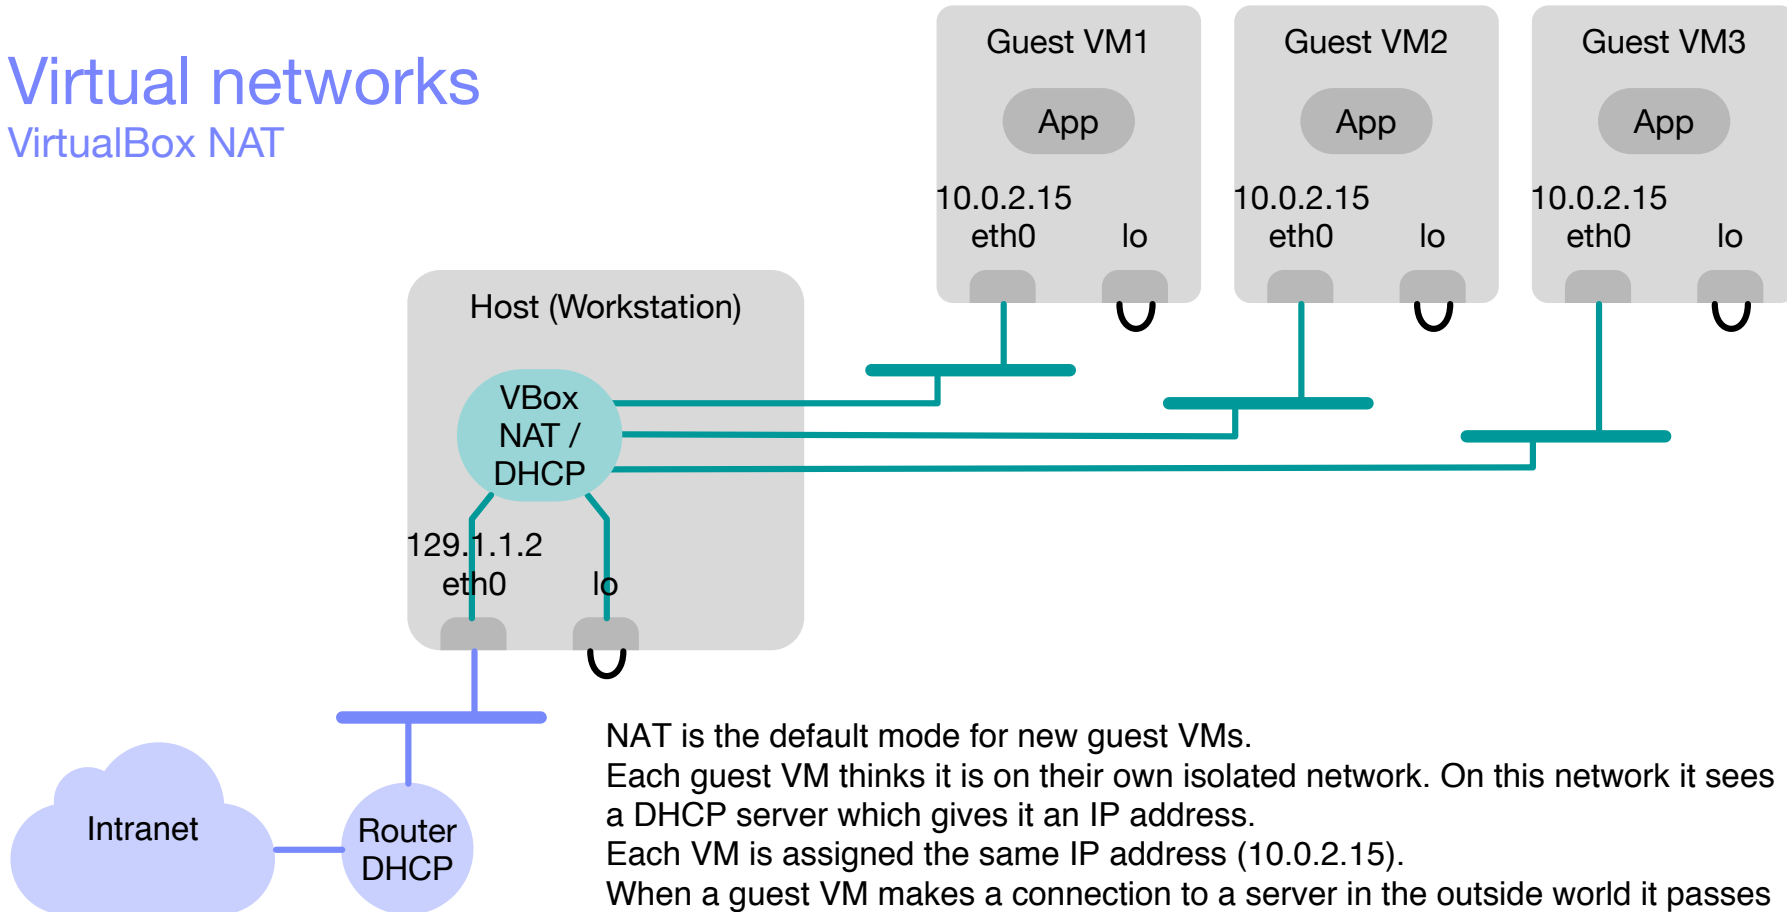 Virtual networks
VirtualBox NAT
Guest VM1
App
10.0.2.15
eth0 lo
Guest VM2
App
10.0.2.15
eth0 lo
Guest VM3
App
10.0.2.15
eth0 lo
Host (Workstation)
VBox
NAT /
DHCP
129.1.1.2
eth0 lo
Intranet
Router
DHCP
NAT is the default mode for new guest VMs.
Each guest VM thinks it is on their own isolated network. On this network it sees
a DHCP server which gives it an IP address.
Each VM is assigned the same IP address (10.0.2.15).
When a guest VM makes a connection to a server in the outside world it passes